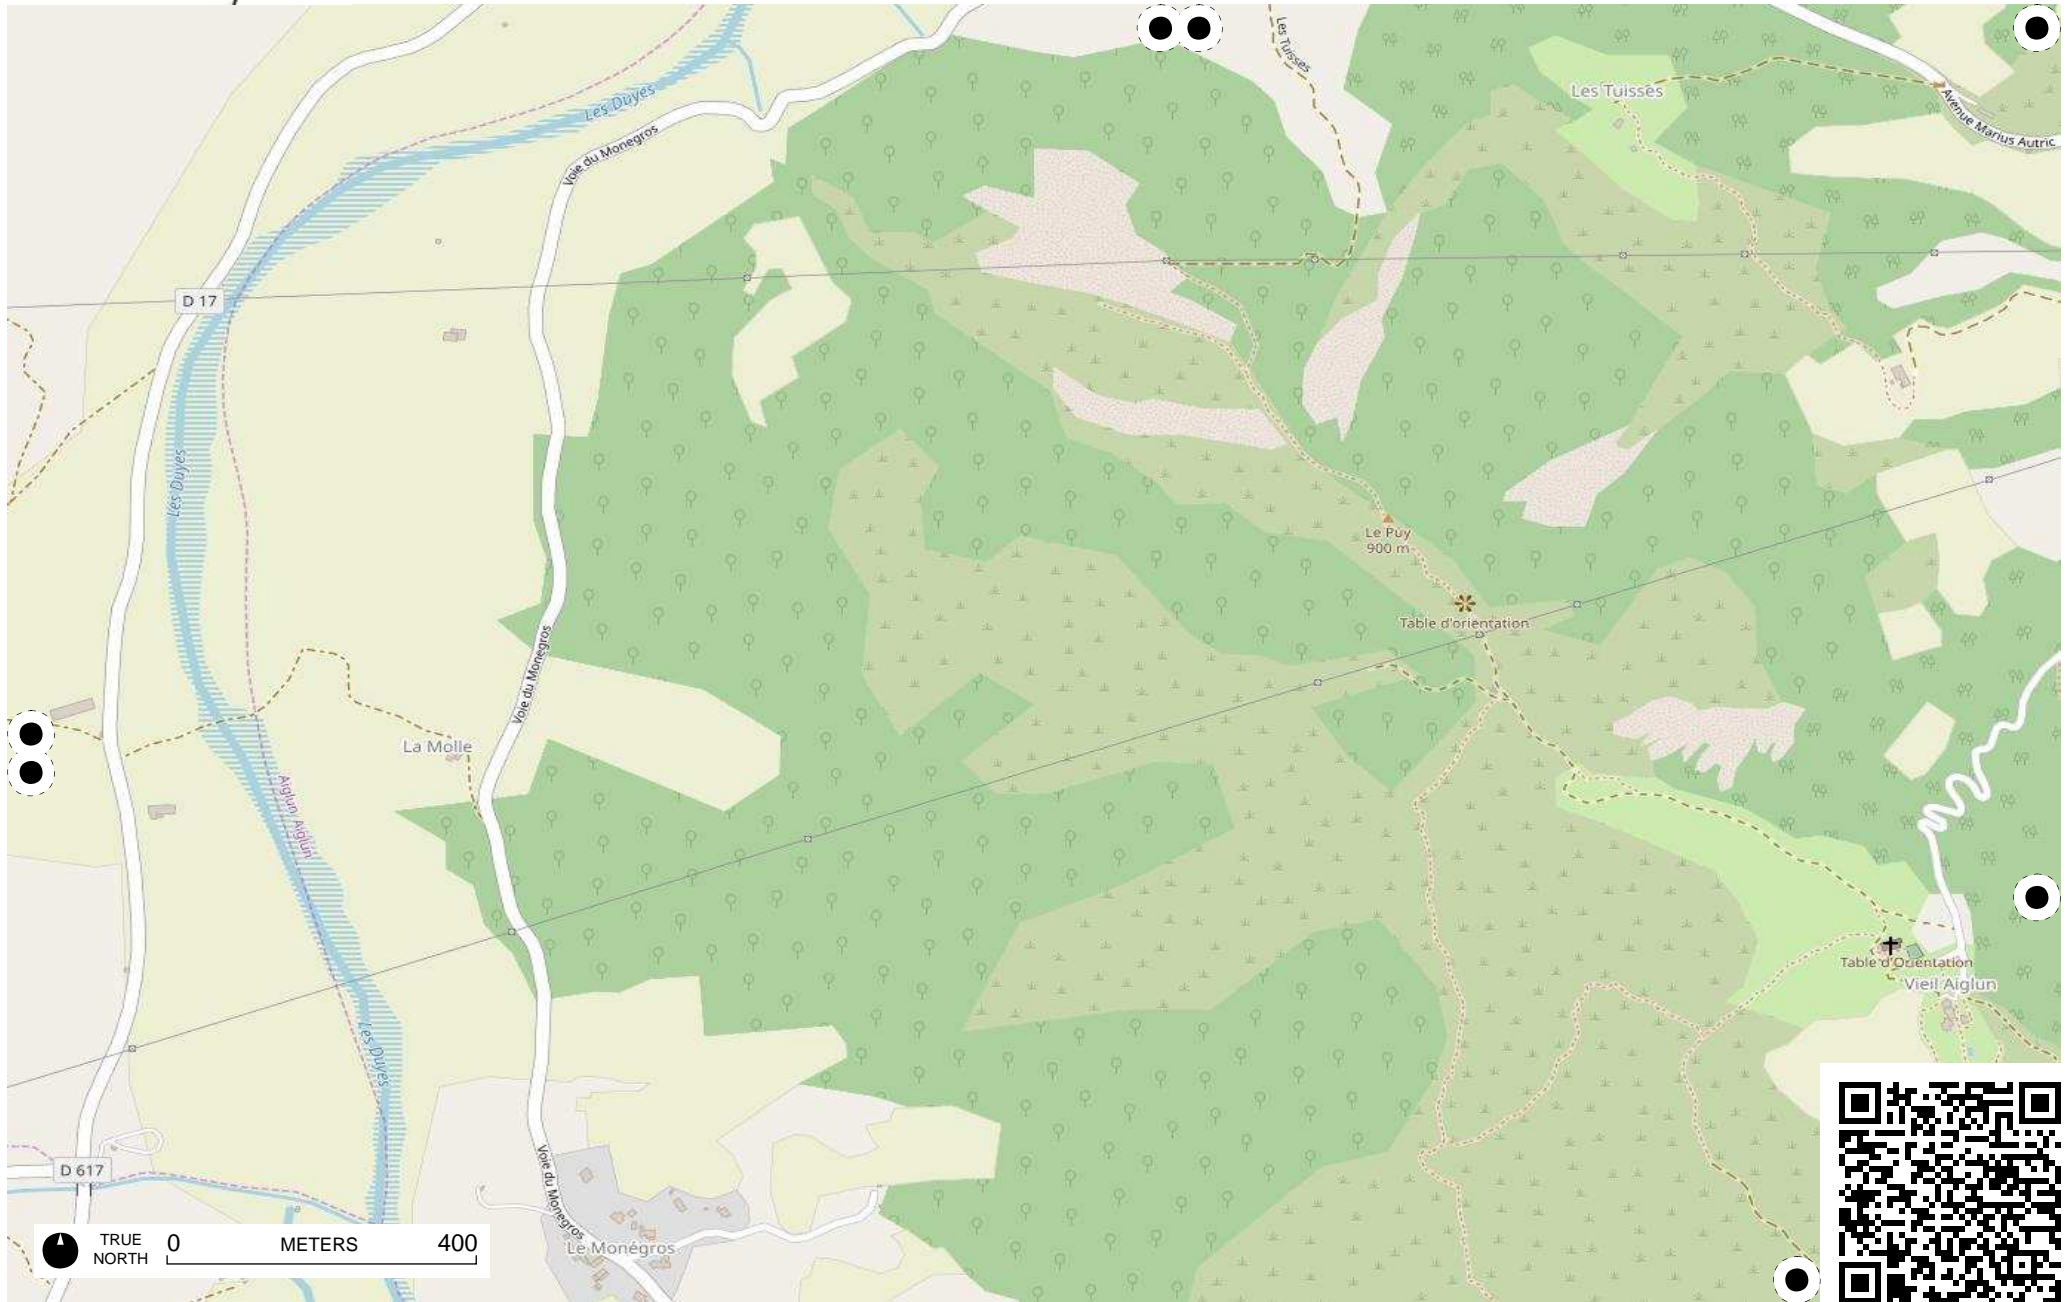 Les Tuisses
Les Tuisses
Les Duyes
Voie du Monegros
Avenue Marius Autric
D 17
Les Duyes
Le Puy
900 m
Table d'orientation
Voie du Monegros
La Molle
Aiglun
Aiglun
Table d'Orientation
Vieil Aiglun
Les Duyes
D 617
Voie du Monegros
Le Monégros
TRUE
NORTH
0 METERS 400